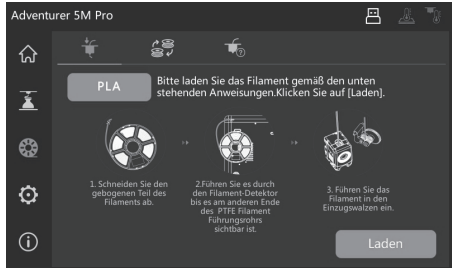 Adventurer 5M Pro
PLA
Bitte laden Sie das Filament gemäß den unten
stehenden Anweisungen.Klicken Sie auf [Laden].
1. Schneiden Sie den
gebogenen Teil des
Filaments ab.
2.Führen Sie es durch
den Filament-Detektor
bis es am anderen Ende
des PTFE Filament
Führungsrohrs
sichtbar ist.
3. Führen Sie das
Filament in den
Einzugswalzen ein.
Laden